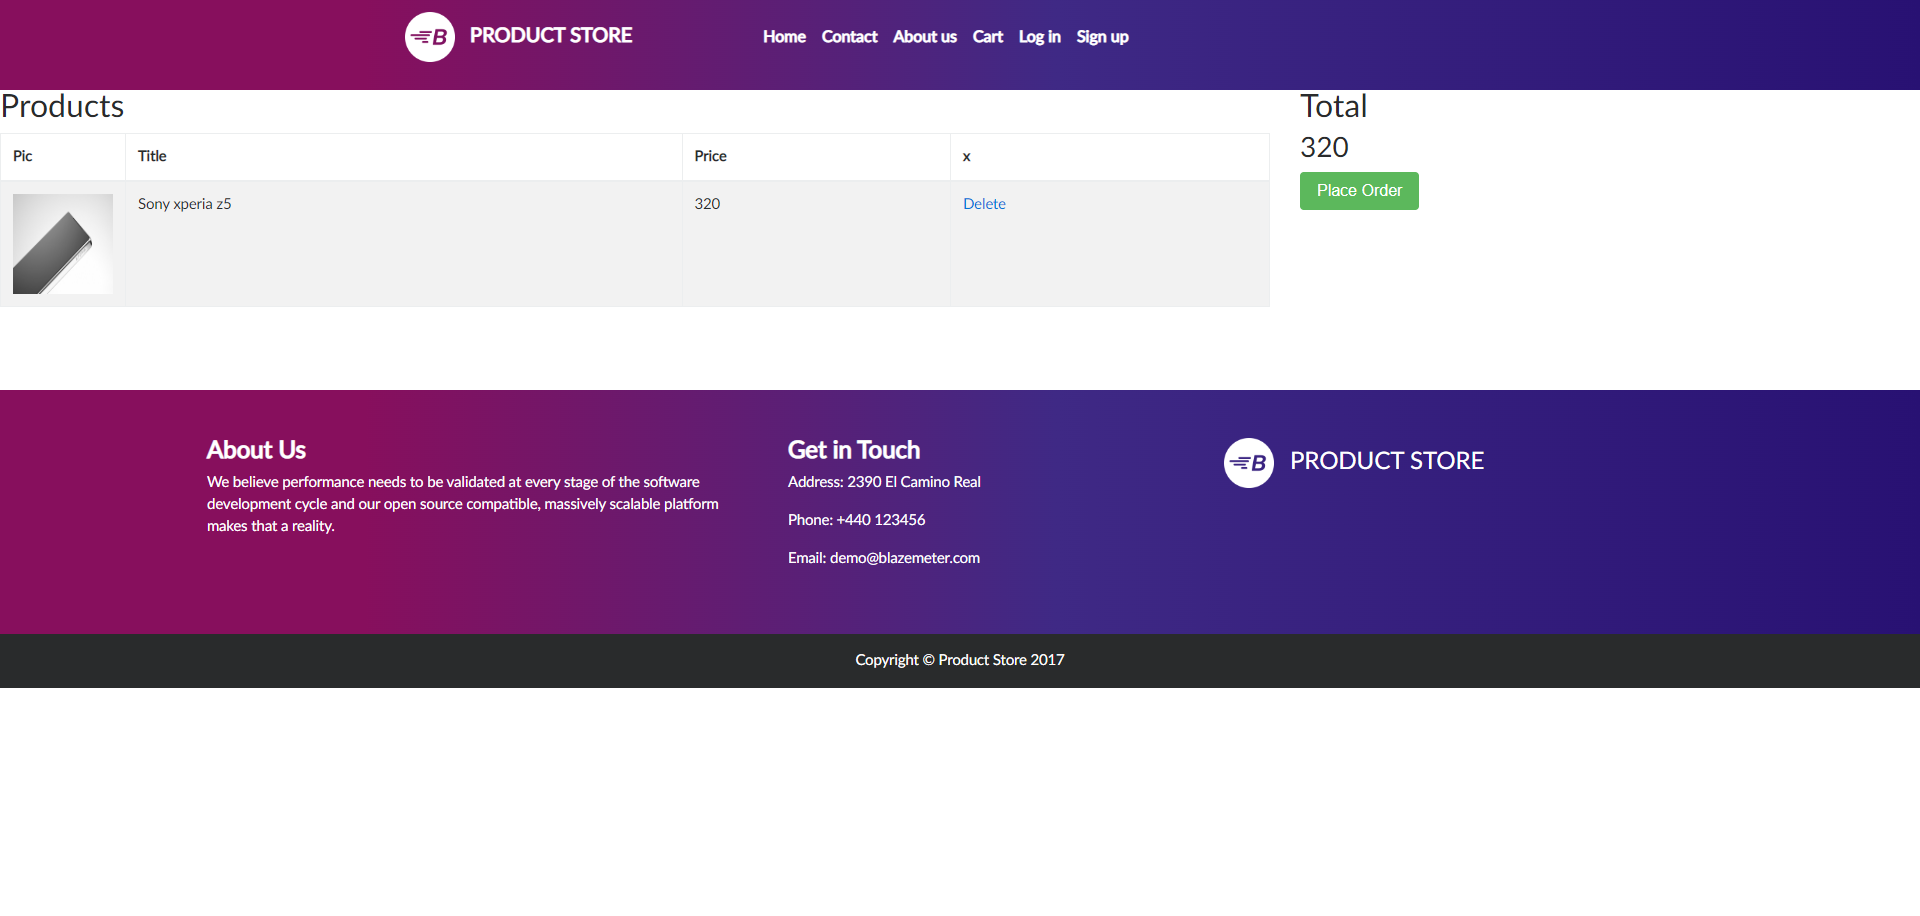 B PRODUCT STORE Home Contact About us Cart Log in Sign up
Products
Pic Title Price x
Sony xperia z5 320 Delete
Total
320
Place Order
About Us
We believe performance needs to be validated at every stage of the software
development cycle and our open source compatible, massively scalable platform
makes that a reality.
Get in Touch
Address: 2390 El Camino Real
Phone: +440 123456
Email: demo@blazemeter.com
B PRODUCT STORE
Copyright © Product Store 2017